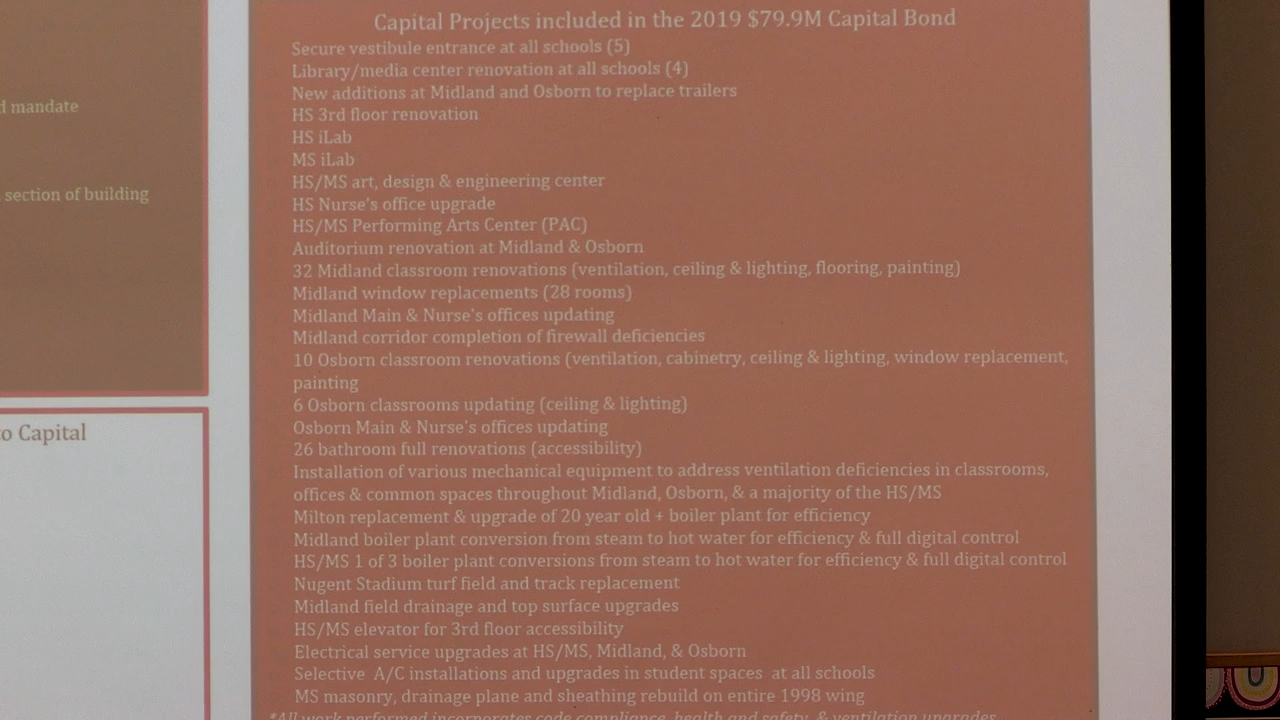 d mandate
section of building
o Capital
Capital Projects included in the 2019 $79.9M Capital Bond
Secure vestibule entrance at all schools (5)
Library/media center renovation at all schools (4)
New additions at Midland and Osborn to replace trailers
HS 3rd floor renovation
HS iLab
MS iLab
HS/MS art, design & engineering center
HS Nurse's office upgrade
HS/MS Performing Arts Center (PAC)
Auditorium renovation at Midland & Osborn
32 Midland classroom renovations (ventilation, ceiling & lighting, flooring, painting)
Midland window replacements (28 rooms)
Midland Main & Nurse's offices updating
Midland corridor completion of firewall deficiencies
10 Osborn classroom renovations (ventilation, cabinetry, ceiling & lighting, window replacement,
painting
6 Osborn classrooms updating (ceiling & lighting)
Osborn Main & Nurse's offices updating
26 bathroom full renovations (accessibility)
Installation of various mechanical equipment to address ventilation deficiencies in classrooms,
offices & common spaces throughout Midland, Osborn, & a majority of the HS/MS
Milton replacement & upgrade of 20 year old + boiler plant for efficiency
Midland boiler plant conversion from steam to hot water for efficiency & full digital control
HS/MS 1 of 3 boiler plant conversions from steam to hot water for efficiency & full digital control
Nugent Stadium turf field and track replacement
Midland field drainage and top surface upgrades
HS/MS elevator for 3rd floor accessibility
Electrical service upgrades at HS/MS, Midland, & Osborn
Selective A/C installations and upgrades in student spaces at all schools
MS masonry, drainage plane and sheathing rebuild on entire 1998 wing
*All work performed incorporates code compliance, health and safety, & ventilation upgrades